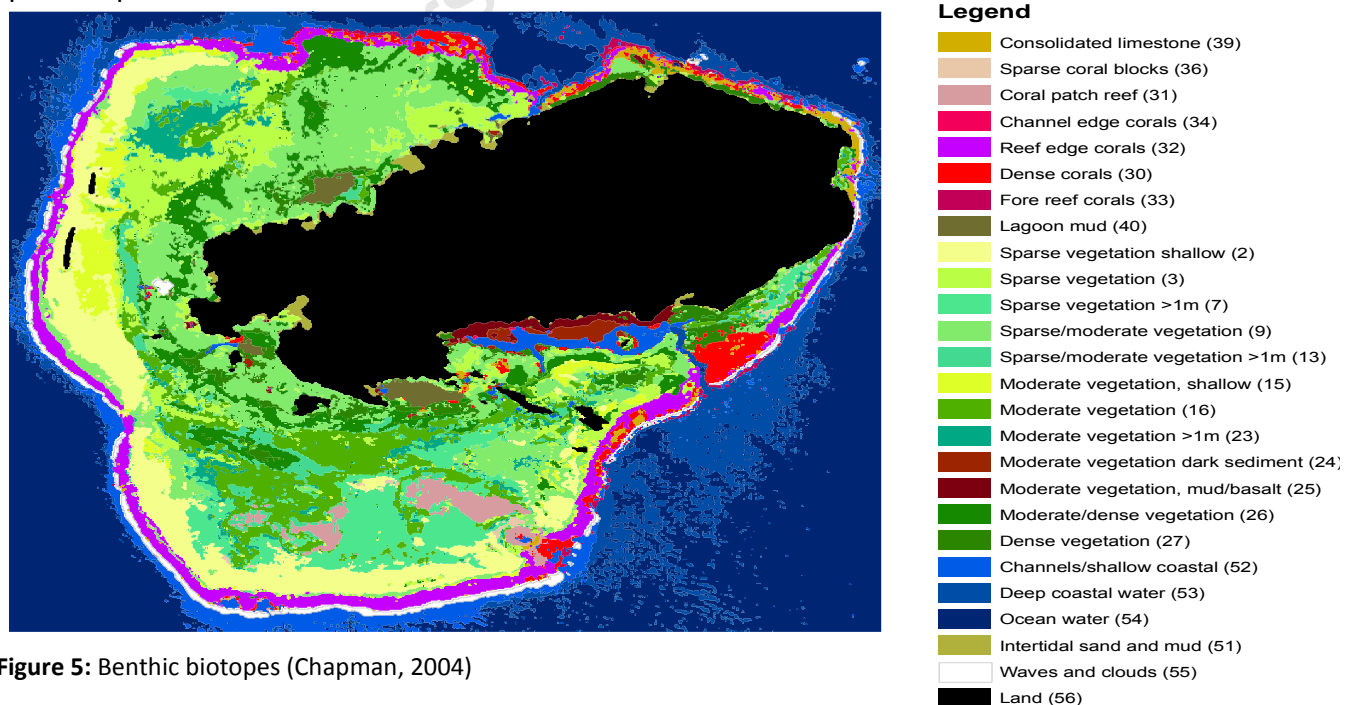 Legend
Consolidated limestone (39)
Sparse coral blocks (36)
Coral patch reef (31)
Channel edge corals (34)
Reef edge corals (32)
Dense corals (30)
Fore reef corals (33)
Lagoon mud (40)
Sparse vegetation shallow (2)
Sparse vegetation (3)
Sparse vegetation >1m (7)
Sparse/moderate vegetation (9)
Sparse/moderate vegetation >1m (13)
Moderate vegetation, shallow (15)
Moderate vegetation (16)
Moderate vegetation >1m (23)
Moderate vegetation dark sediment (24)
Moderate vegetation, mud/basalt (25)
Moderate/dense vegetation (26)
Dense vegetation (27)
Channels/shallow coastal (52)
Deep coastal water (53)
Ocean water (54)
Intertidal sand and mud (51)
Waves and clouds (55)
Land (56)
Figure 5: Benthic biotopes (Chapman, 2004)